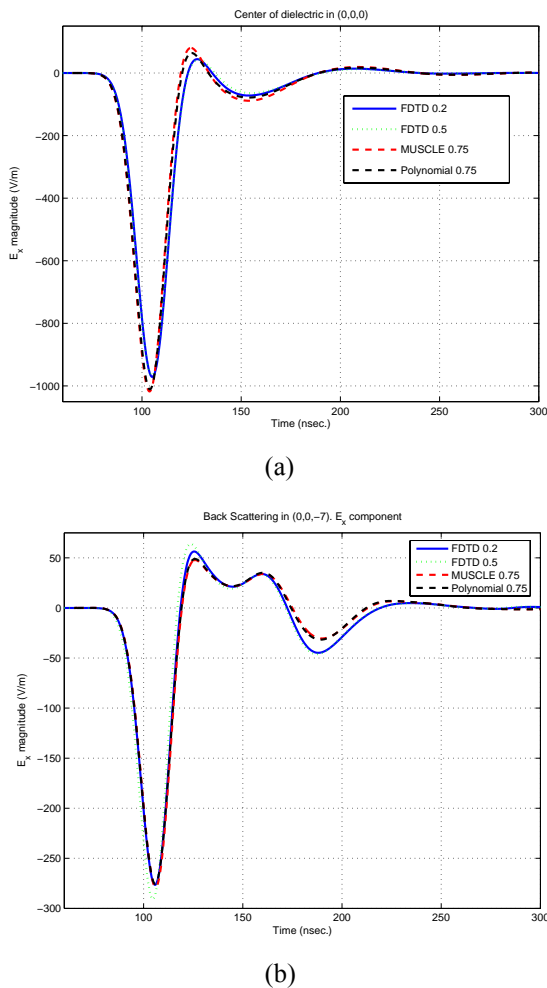 Center of dielectric in (0,0,0)
0
−200
−400
−600
−800
−1000
E_x magnitude (V/m)
FDTD 0.2
FDTD 0.5
MUSCLE 0.75
Polynomial 0.75
100 150 200 250 300
Time (nsec.)
(a)
Back Scattering in (0,0,−7). E_x component
50
0
−50
−100
−150
−200
−250
−300
E_x magnitude (V/m)
FDTD 0.2
FDTD 0.5
MUSCLE 0.75
Polynomial 0.75
100 150 200 250 300
Time (nsec.)
(b)